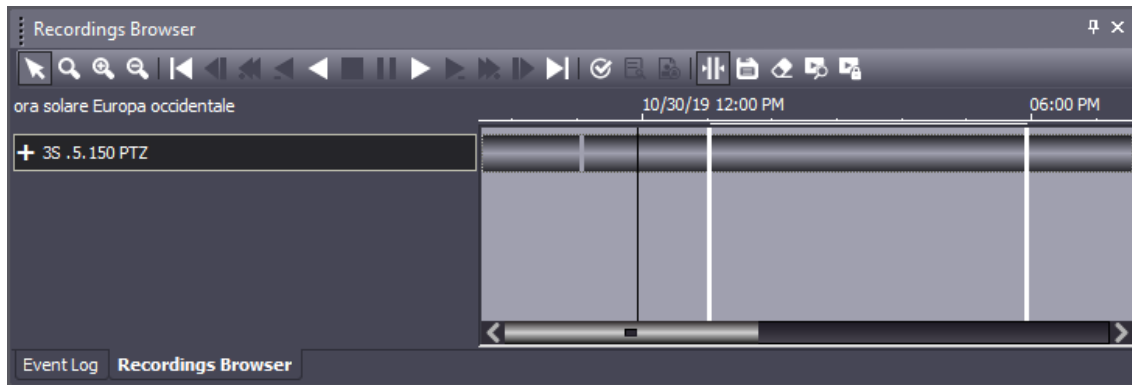 Recordings Browser
ora solare Europa occidentale
10/30/19 12:00 PM
06:00 PM
3S .5.150 PTZ
Event Log
Recordings Browser